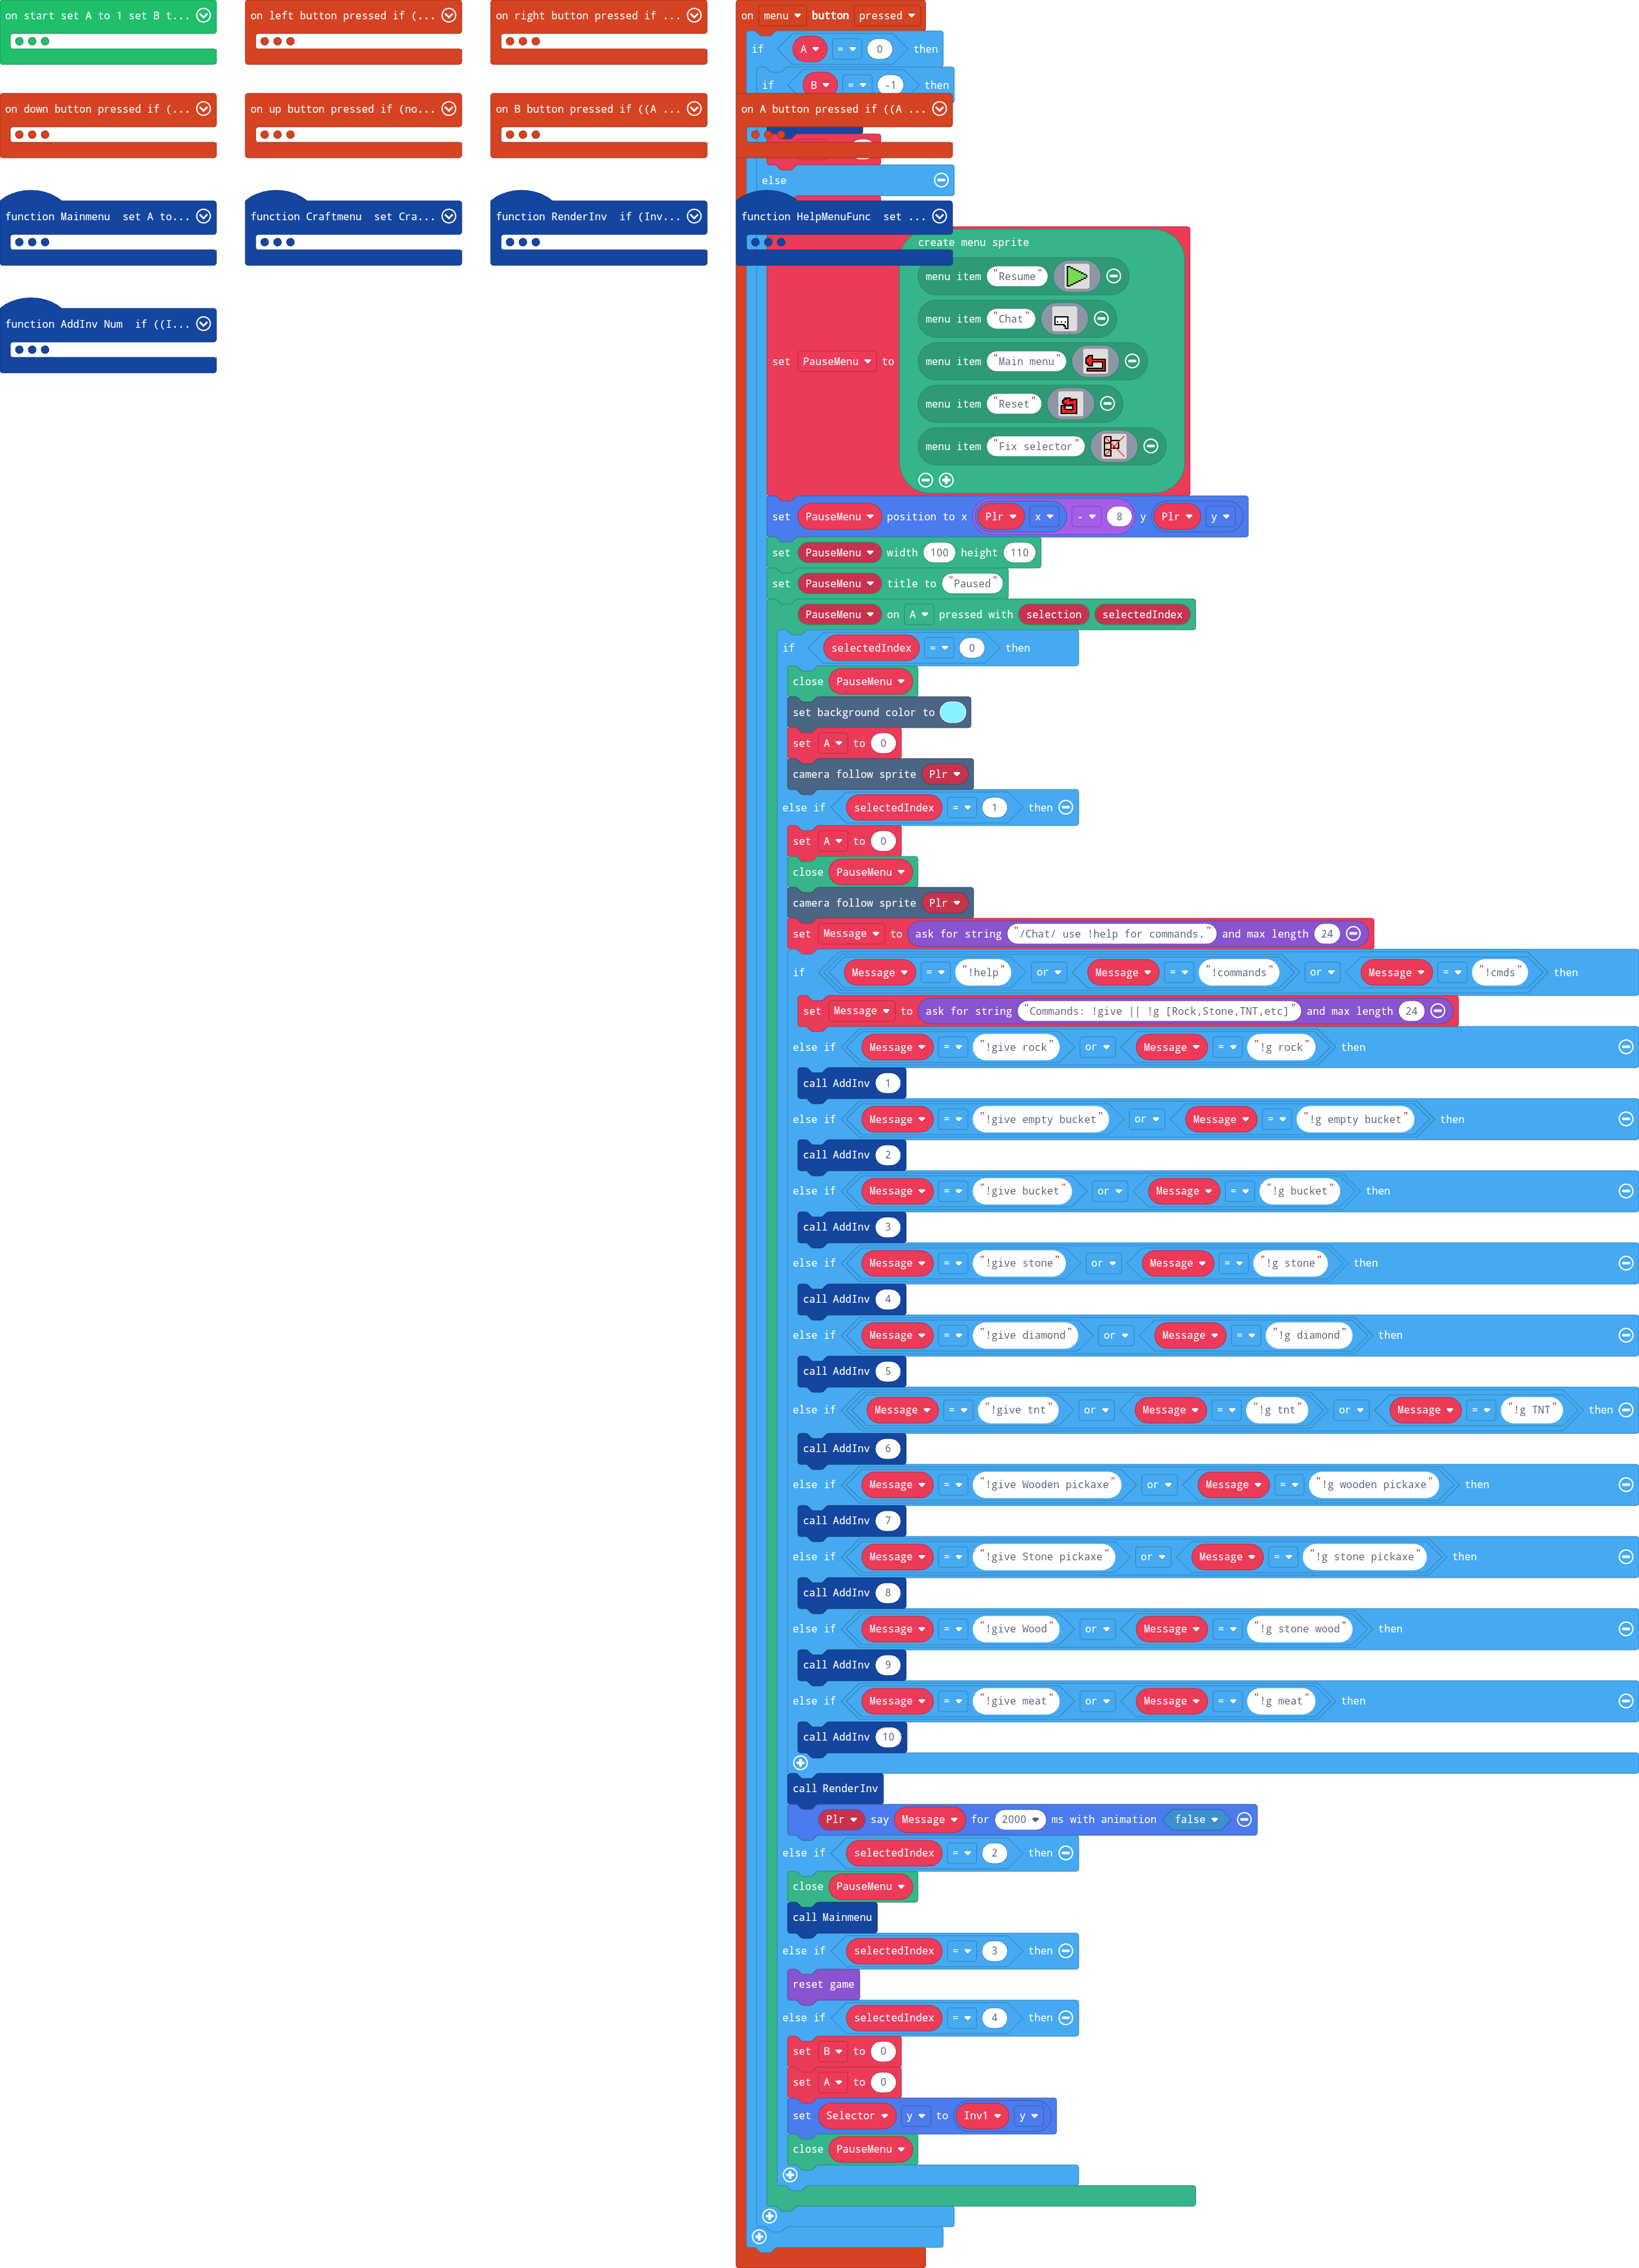 on start set A to 1 set B t...
on left button pressed if (...
on right button pressed if ...
on menu button pressed
if A = 0 then
if B = -1 then
on down button pressed if (...
on up button pressed if (no...
on B button pressed if ((A ...
on A button pressed if ((A ...
else
function Mainmenu set A to...
function Craftmenu set Cra...
function RenderInv if (Inv...
function HelpMenuFunc set ...
create menu sprite
menu item "Resume"
menu item "Chat"
function AddInv Num if ((I...
set PauseMenu to
menu item "Main menu"
menu item "Reset"
menu item "Fix selector"
set PauseMenu position to x Plr x - 8 y Plr y
set PauseMenu width 100 height 110
set PauseMenu title to "Paused"
PauseMenu on A pressed with selection selectedIndex
if selectedIndex = 0 then
close PauseMenu
set background color to
set A to 0
camera follow sprite Plr
else if selectedIndex = 1 then
set A to 0
close PauseMenu
camera follow sprite Plr
set Message to ask for string "/Chat/ use !help for commands." and max length 24
if Message = "!help" or Message = "!commands" or Message = "!cmds" then
set Message to ask for string "Commands: !give || !g [Rock,Stone,TNT,etc]" and max length 24
else if Message = "!give rock" or Message = "!g rock" then
call AddInv 1
else if Message = "!give empty bucket" or Message = "!g empty bucket" then
call AddInv 2
else if Message = "!give bucket" or Message = "!g bucket" then
call AddInv 3
else if Message = "!give stone" or Message = "!g stone" then
call AddInv 4
else if Message = "!give diamond" or Message = "!g diamond" then
call AddInv 5
else if Message = "!give tnt" or Message = "!g tnt" or Message = "!g TNT" then
call AddInv 6
else if Message = "!give Wooden pickaxe" or Message = "!g wooden pickaxe" then
call AddInv 7
else if Message = "!give Stone pickaxe" or Message = "!g stone pickaxe" then
call AddInv 8
else if Message = "!give Wood" or Message = "!g stone wood" then
call AddInv 9
else if Message = "!give meat" or Message = "!g meat" then
call AddInv 10
call RenderInv
Plr say Message for 2000 ms with animation false
else if selectedIndex = 2 then
close PauseMenu
call Mainmenu
else if selectedIndex = 3 then
reset game
else if selectedIndex = 4 then
set B to 0
set A to 0
set Selector y to Inv1 y
close PauseMenu